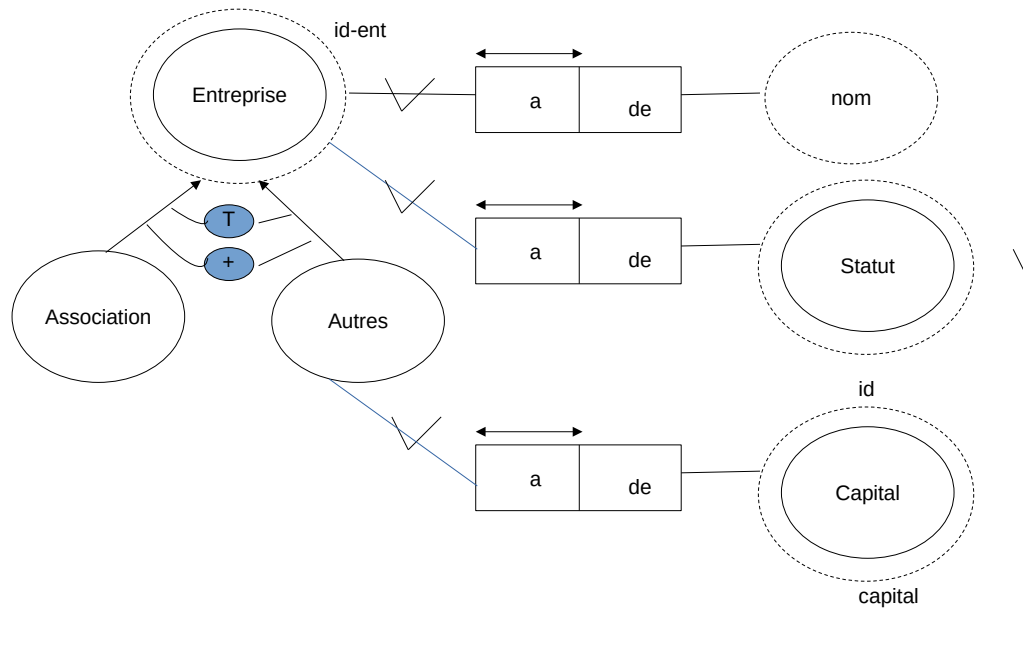 id-ent
Entreprise
a
de
nom
T
a
de
Statut
+
Association
Autres
id
a
de
Capital
capital